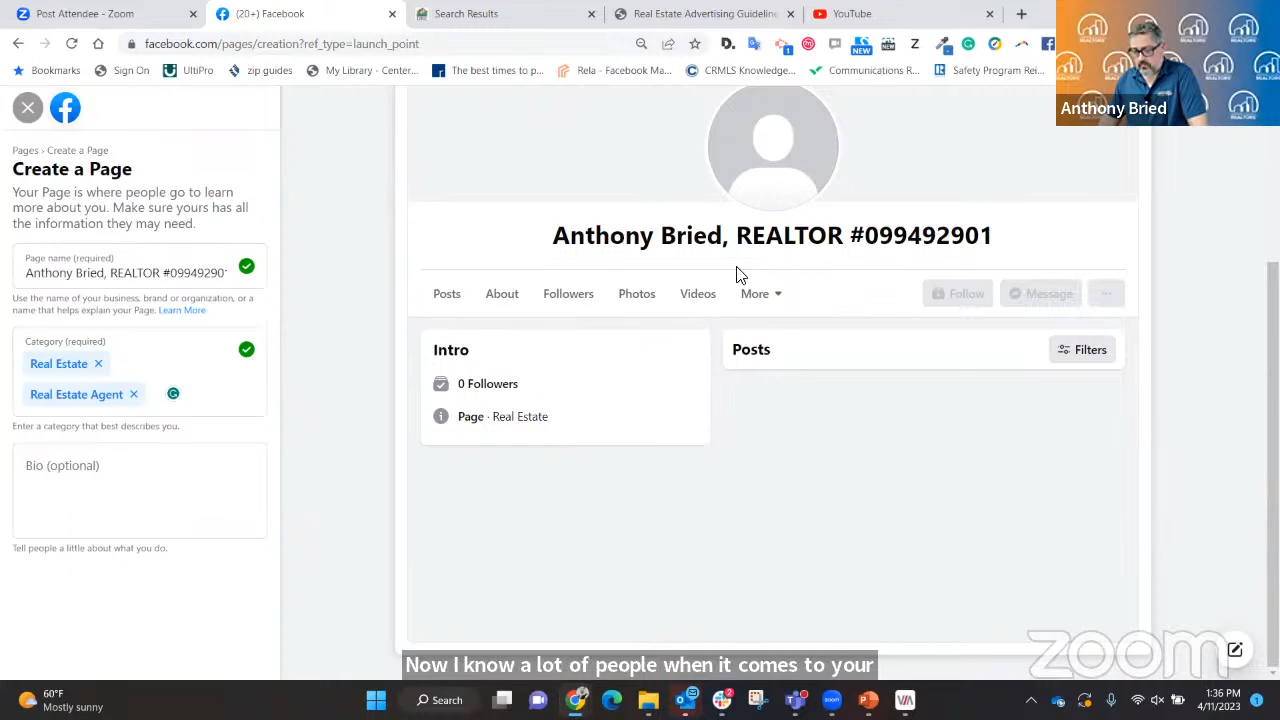 Post Attendee - Zoom
(20+) Facebook
Search Results
Real Estate Advertising Guideline
YouTube
facebook.com/pages/creation?ref_type=launch_point
Bookmarks
Sign On
UltiPro
zip guides
My Library - Center...
The best times to p...
Rela - Facebook Ma...
CRMLS Knowledge...
Communications R...
Safety Program Rei...
Anthony Bried
Pages › Create a Page
Create a Page
Your Page is where people go to learn
more about you. Make sure yours has all
the information they may need.
Page name (required)
Anthony Bried, REALTOR #09949290
Use the name of your business, brand or organization, or a
name that helps explain your Page. Learn More
Category (required)
Real Estate
Real Estate Agent
Enter a category that best describes you.
Bio (optional)
Tell people a little about what you do.
Anthony Bried, REALTOR #099492901
Posts
About
Followers
Photos
Videos
More
Follow
Message
Intro
0 Followers
Page · Real Estate
Posts
Filters
Now I know a lot of people when it comes to your
zoom
60°F
Mostly sunny
Search
1:36 PM
4/11/2023